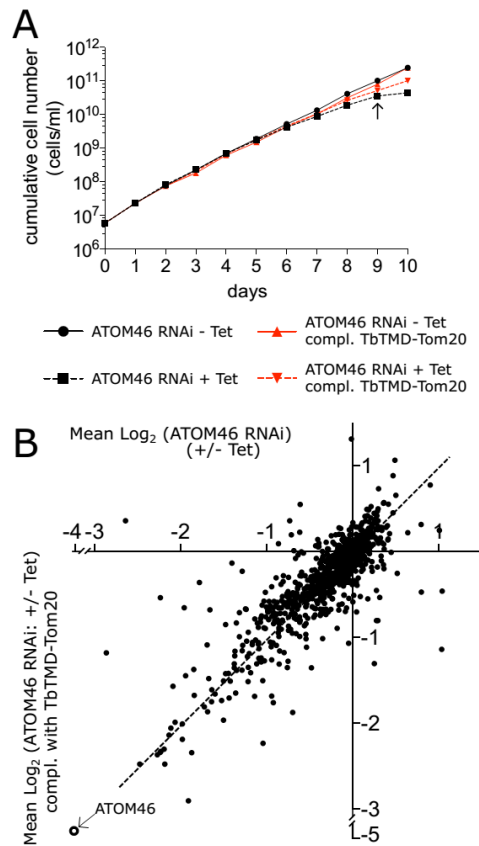 A
cumulative cell number
(cells/ml)
10¹²
10¹¹
10¹⁰
10⁹
10⁸
10⁷
10⁶
0 1 2 3 4 5 6 7 8 9 10
days
ATOM46 RNAi - Tet
ATOM46 RNAi - Tet
compl. TbTMD-Tom20
ATOM46 RNAi + Tet
ATOM46 RNAi + Tet
compl. TbTMD-Tom20
B
Mean Log₂ (ATOM46 RNAi)
(+/- Tet)
Mean Log₂ (ATOM46 RNAi: +/- Tet)
compl. with TbTMD-Tom20
-4 -3 -2 -1 1
1
-1
-2
-3
-5
ATOM46